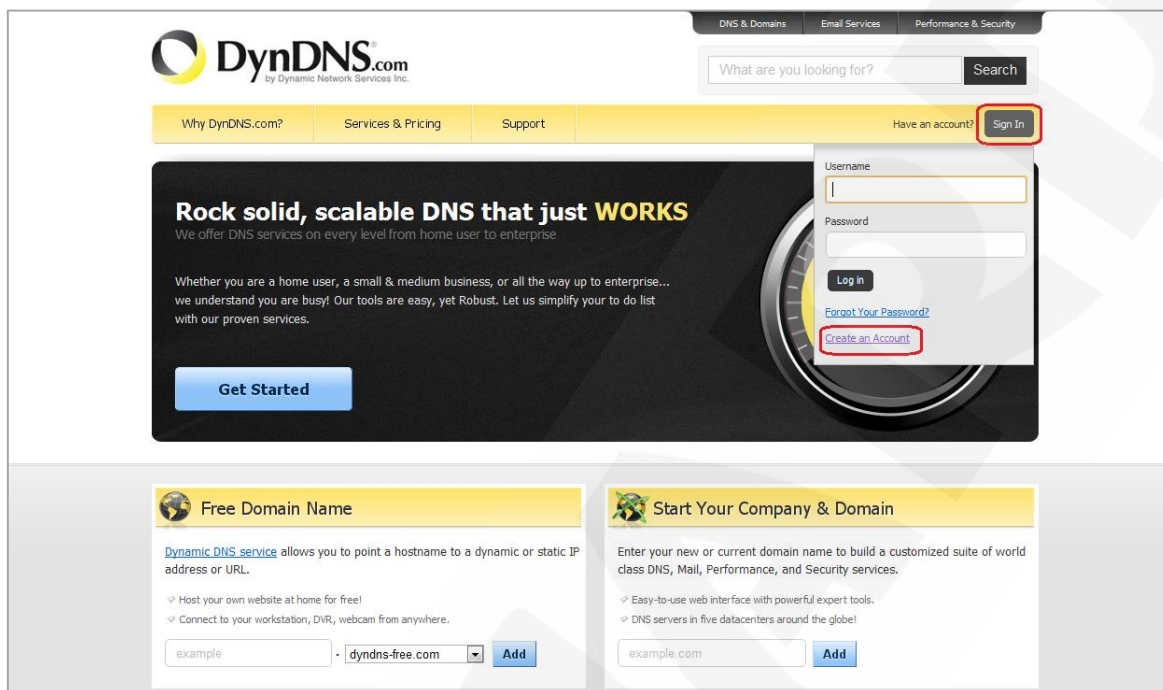 DNS & Domains Email Services Performance & Security
DynDNS.com
by Dynamic Network Services Inc.
What are you looking for? Search
Why DynDNS.com? Services & Pricing Support Have an account? Sign In
Username
Password
Log in
Forgot Your Password?
Create an Account
Rock solid, scalable DNS that just WORKS
We offer DNS services on every level from home user to enterprise
Whether you are a home user, a small & medium business, or all the way up to enterprise...
we understand you are busy! Our tools are easy, yet Robust. Let us simplify your to do list
with our proven services.
Get Started
Free Domain Name
Dynamic DNS service allows you to point a hostname to a dynamic or static IP
address or URL.
Host your own website at home for free!
Connect to your workstation, DVR, webcam from anywhere.
example . dyndns-free.com Add
Start Your Company & Domain
Enter your new or current domain name to build a customized suite of world
class DNS, Mail, Performance, and Security services.
Easy-to-use web interface with powerful expert tools.
DNS servers in five datacenters around the globe!
example.com Add